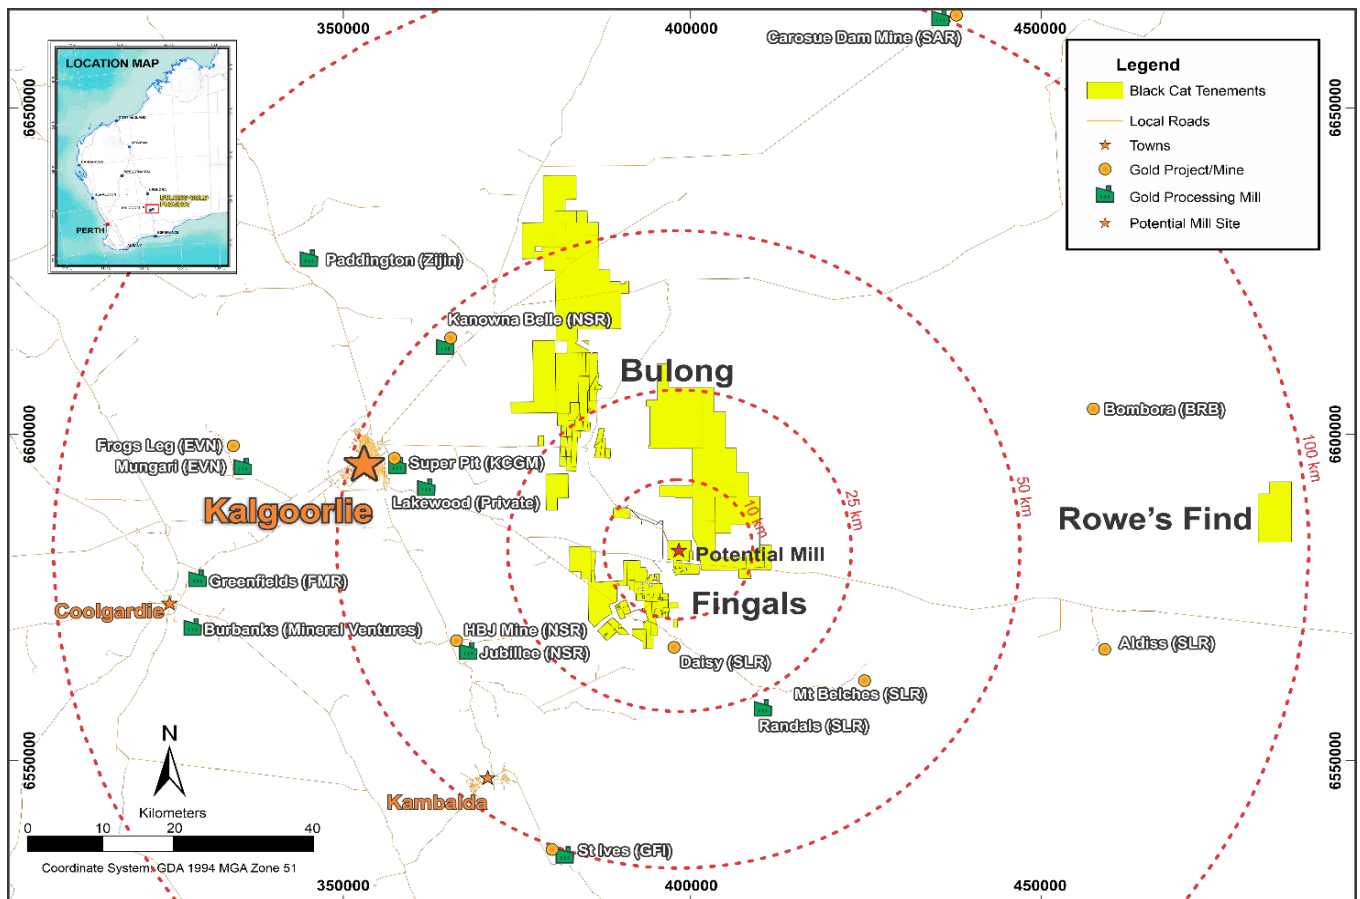 350000
400000
450000
Carosue Dam Mine (SAR)
LOCATION MAP
PERTH
BULONG GOLD
PROJECT
Legend
Black Cat Tenements
Local Roads
Towns
Gold Project/Mine
Gold Processing Mill
Potential Mill Site
6650000
6650000
Paddington (Zijin)
Kanowna Belle (NSR)
Bulong
Bombora (BRB)
6600000
6600000
Frogs Leg (EVN)
Mungari (EVN)
Super Pit (KCGM)
Lakewood (Private)
Kalgoorlie
10 km
25 km
50 km
100 km
Rowe's Find
Potential Mill
Greenfields (FMR)
Coolgardie
Fingals
Burbanks (Mineral Ventures)
HBJ Mine (NSR)
Jubillee (NSR)
Daisy (SLR)
Aldiss (SLR)
Mt Belches (SLR)
Randals (SLR)
6550000
6550000
N
Kilometers
0 10 20 40
Kambalda
St Ives (GFI)
Coordinate System: GDA 1994 MGA Zone 51
350000
400000
450000